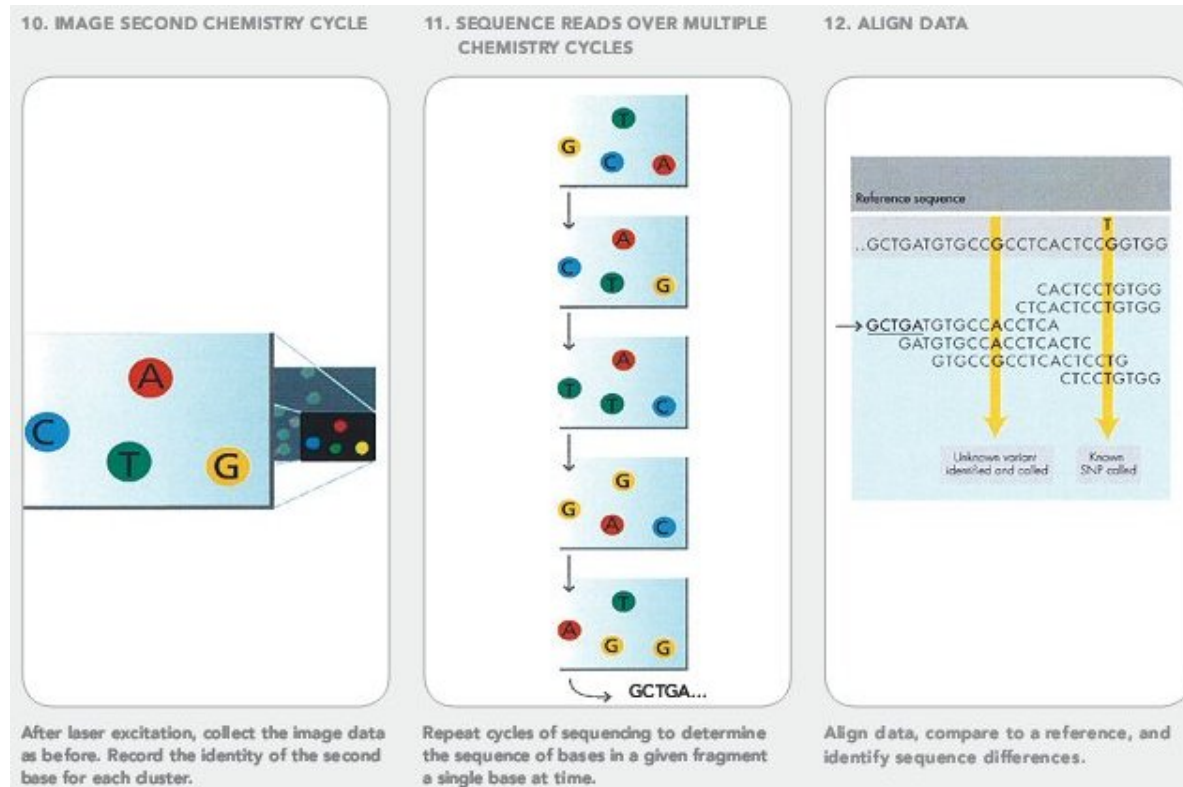 10. IMAGE SECOND CHEMISTRY CYCLE
A
C
T
G
After laser excitation, collect the image data
as before. Record the identity of the second
base for each cluster.
11. SEQUENCE READS OVER MULTIPLE
CHEMISTRY CYCLES
T
G
C A
A
C
T G
A
T
T C
G
G
A C
T
A
G G
GCTGA...
Repeat cycles of sequencing to determine
the sequence of bases in a given fragment
a single base at time.
12. ALIGN DATA
Reference sequence
T
..GCTGATGTGCCGCCTCACTCCGGTGG
CACTCCTGTGG
CTCACTCCTGTGG
GCTGATGTGCCACCTCA
GATGTGCCACCTCACTC
GTGCCGCCTCACTCCTG
CTCCTGTGG
Unknown variant
identified and called
Known
SNP called
Align data, compare to a reference, and
identify sequence differences.